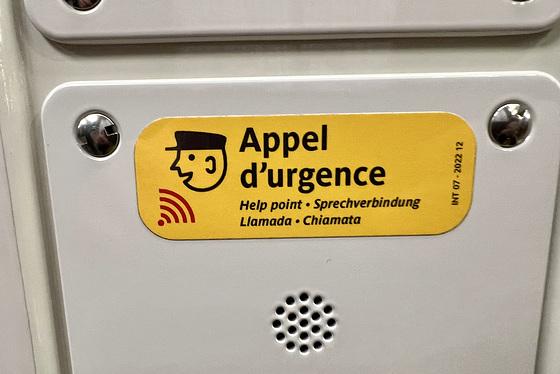 Appel
d'urgence
Help point • Sprechverbindung
Llamada • Chiamata
INT 07 - 2022 12